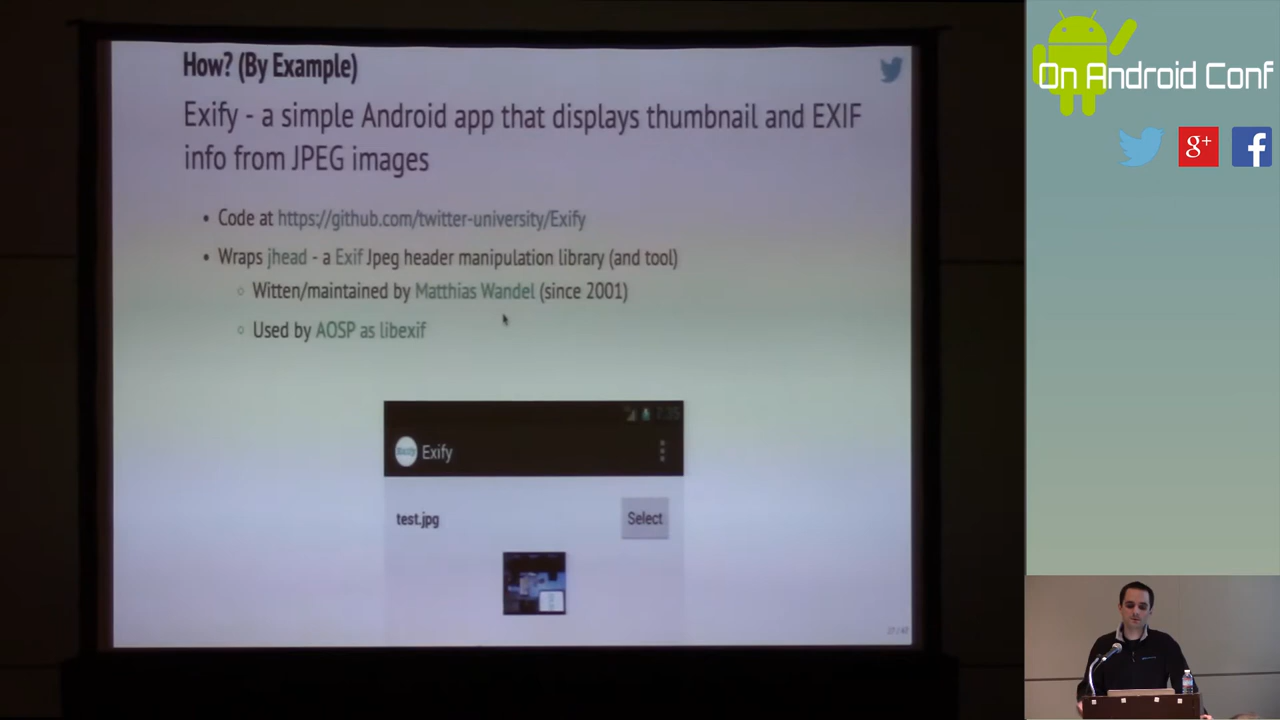 How? (By Example)
Exify - a simple Android app that displays thumbnail and EXIF
info from JPEG images
• Code at https://github.com/twitter-university/Exify
• Wraps jhead - a Exif Jpeg header manipulation library (and tool)
○ Witten/maintained by Matthias Wandel (since 2001)
○ Used by AOSP as libexif
7:35
Exify
test.jpg
Select
On Android Conf
g+
f